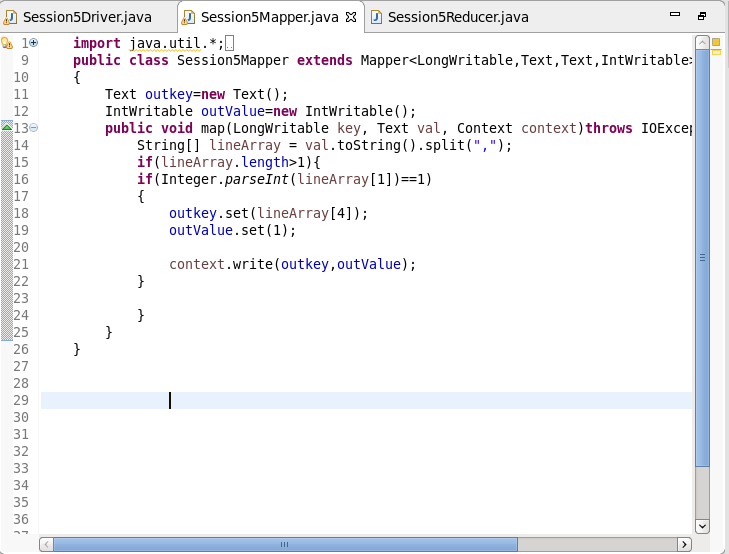 Session5Driver.java Session5Mapper.java Session5Reducer.java
1 import java.util.*;
9 public class Session5Mapper extends Mapper<LongWritable,Text,Text,IntWritable>
10 {
11 Text outkey=new Text();
12 IntWritable outValue=new IntWritable();
13 public void map(LongWritable key, Text val, Context context)throws IOExcep
14 String[] lineArray = val.toString().split(",");
15 if(lineArray.length>1){
16 if(Integer.parseInt(lineArray[1])==1)
17 {
18 outkey.set(lineArray[4]);
19 outValue.set(1);
20
21 context.write(outkey,outValue);
22 }
23
24 }
25 }
26 }
27
28
29
30
31
32
33
34
35
36